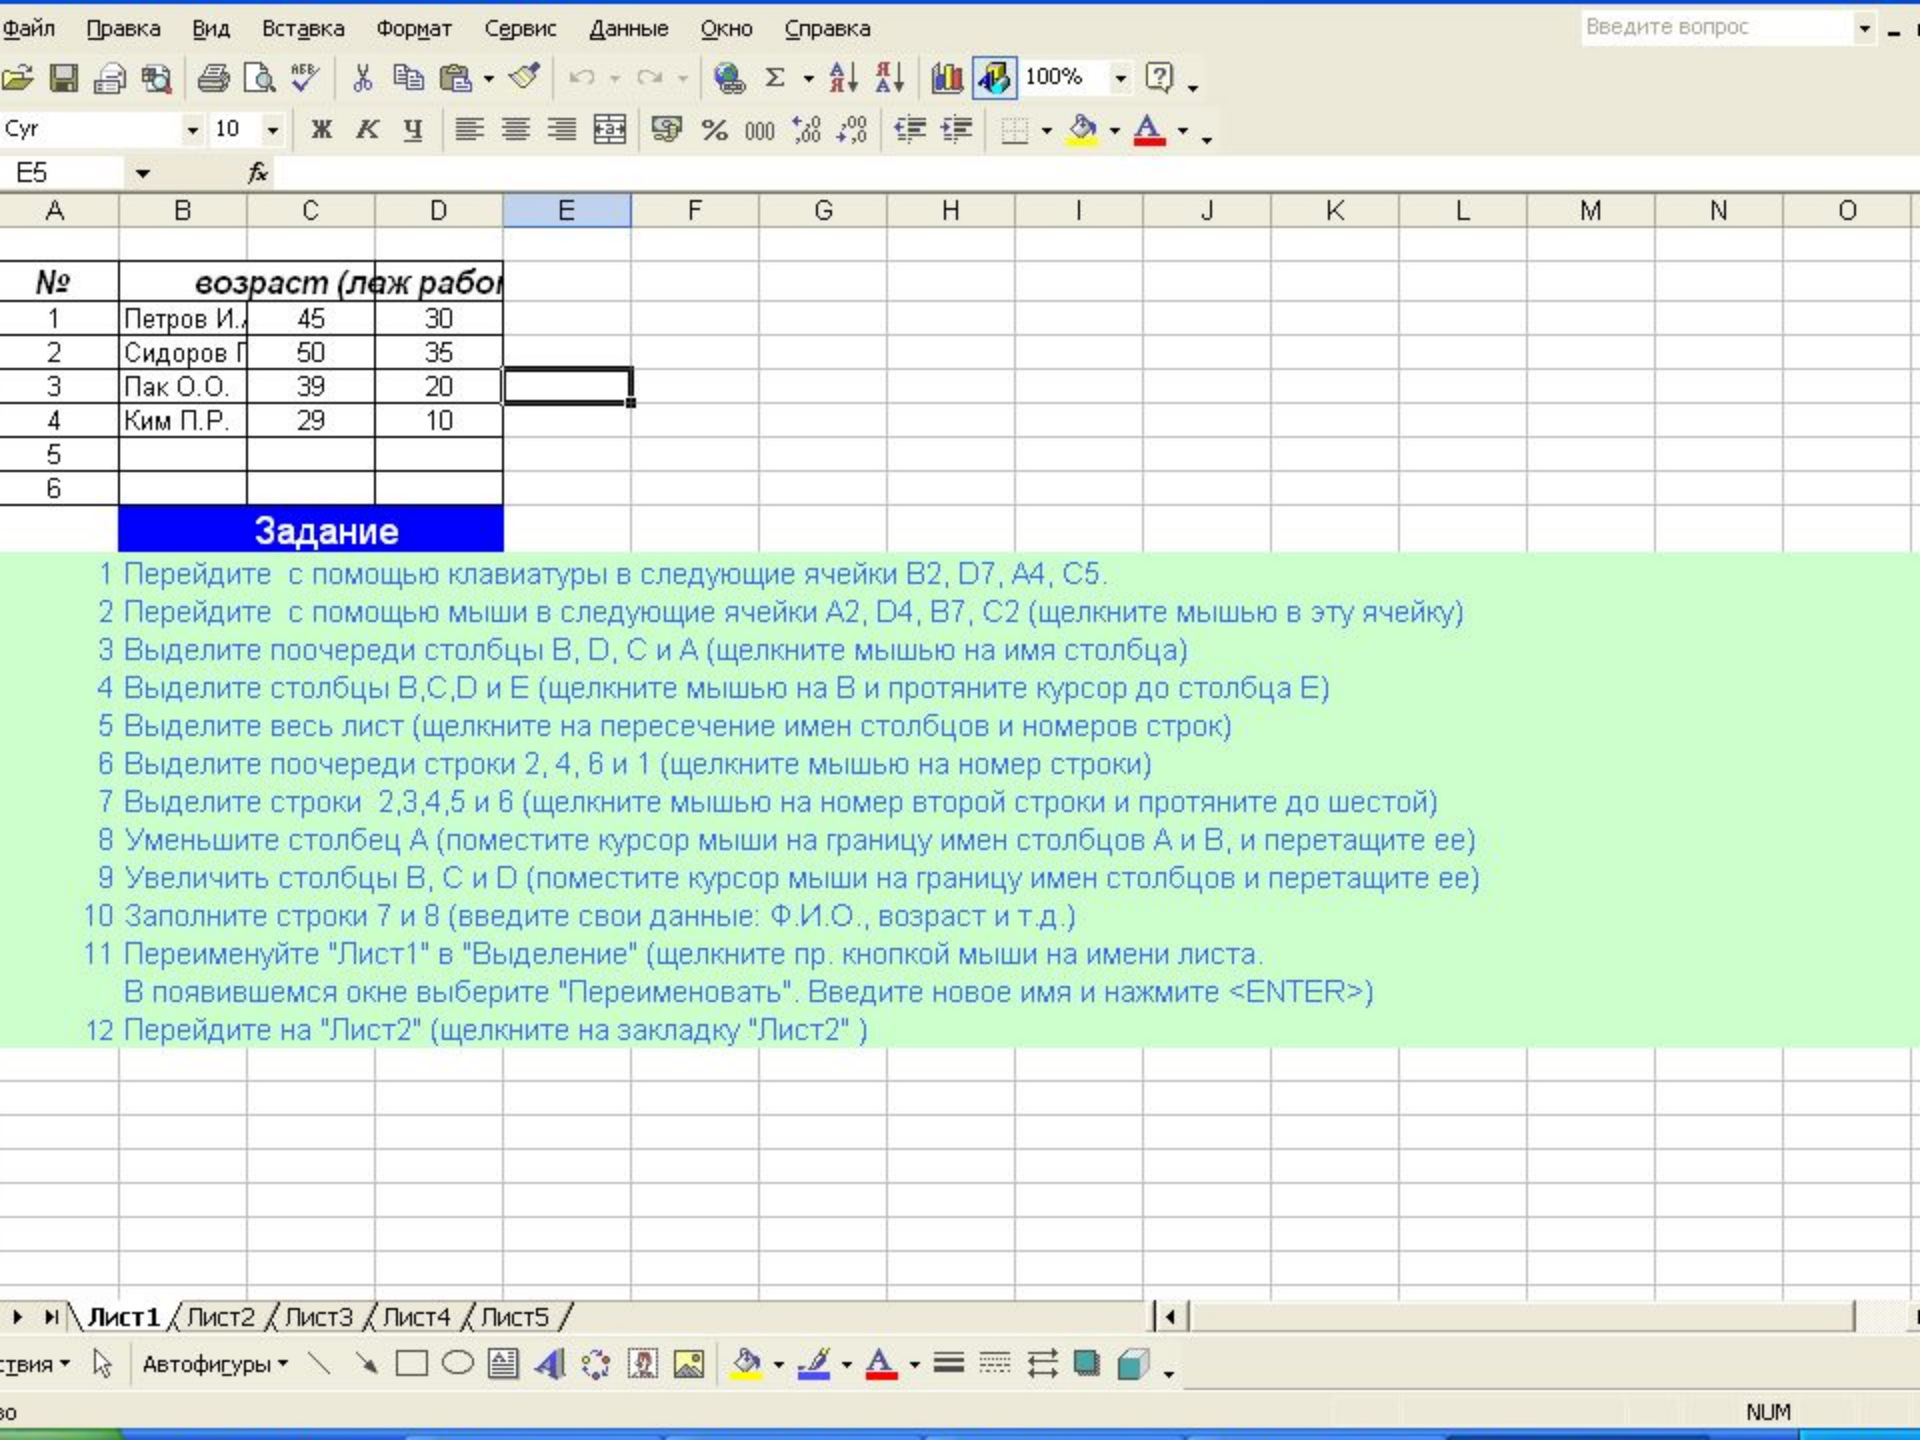 Файл Правка Вид Вставка Формат Сервис Данные Окно Справка Введите вопрос
100%
Cyr 10 Ж К Ч % 000
E5 fx
A B C D E F G H I J K L M N O
№ возраст (ле аж рабо
1 Петров И. 45 30
2 Сидоров Г 50 35
3 Пак О.О. 39 20
4 Ким П.Р. 29 10
5
6
Задание
1 Перейдите с помощью клавиатуры в следующие ячейки B2, D7, A4, C5.
2 Перейдите с помощью мыши в следующие ячейки A2, D4, B7, C2 (щелкните мышью в эту ячейку)
3 Выделите поочереди столбцы B, D, C и A (щелкните мышью на имя столбца)
4 Выделите столбцы B,C,D и E (щелкните мышью на B и протяните курсор до столбца E)
5 Выделите весь лист (щелкните на пересечение имен столбцов и номеров строк)
6 Выделите поочереди строки 2, 4, 6 и 1 (щелкните мышью на номер строки)
7 Выделите строки 2,3,4,5 и 6 (щелкните мышью на номер второй строки и протяните до шестой)
8 Уменьшите столбец A (поместите курсор мыши на границу имен столбцов A и B, и перетащите ее)
9 Увеличить столбцы B, C и D (поместите курсор мыши на границу имен столбцов и перетащите ее)
10 Заполните строки 7 и 8 (введите свои данные: Ф.И.О., возраст и т.д.)
11 Переименуйте "Лист1" в "Выделение" (щелкните пр. кнопкой мыши на имени листа.
В появившемся окне выберите "Переименовать". Введите новое имя и нажмите <ENTER>)
12 Перейдите на "Лист2" (щелкните на закладку "Лист2" )
Лист1 Лист2 Лист3 Лист4 Лист5
ствия Автофигуры
во NUM